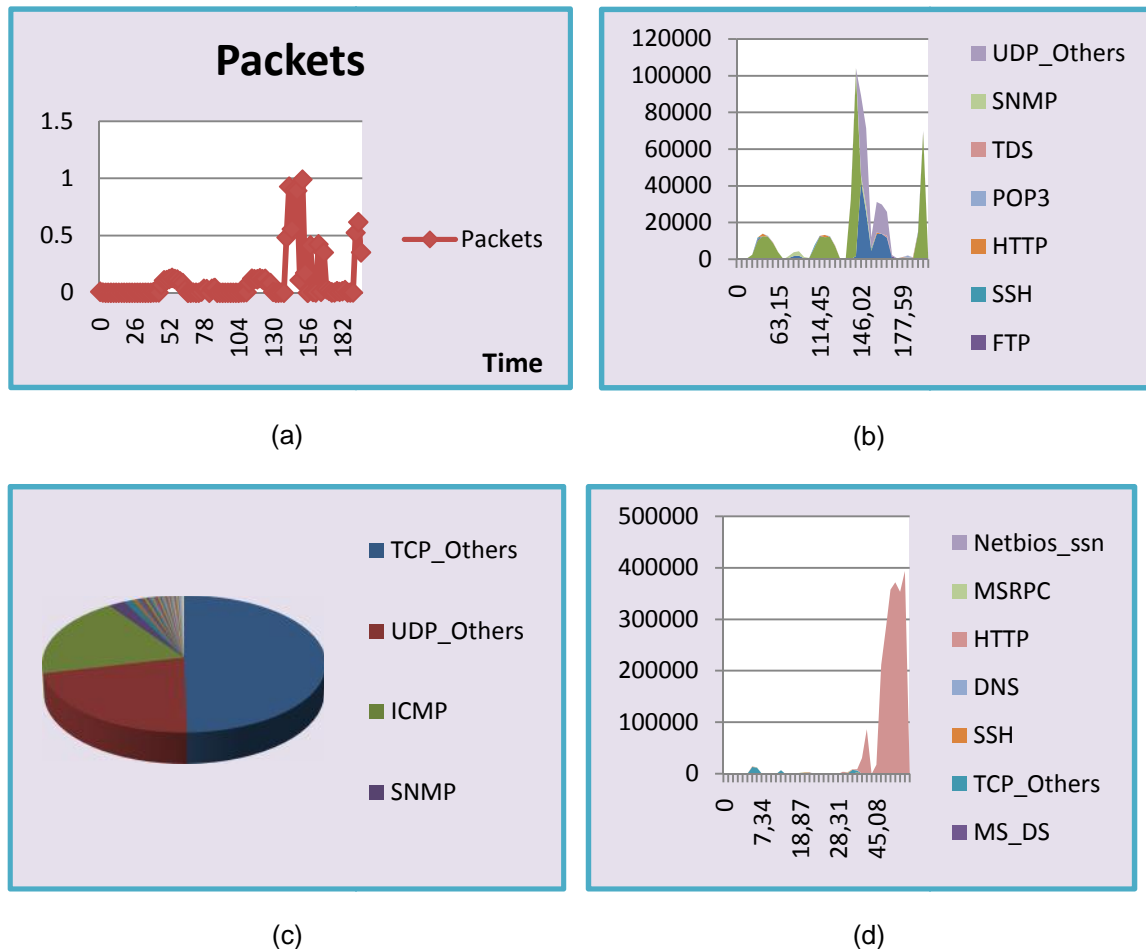 Packets
1.5
1
0.5
0
0
26
52
78
104
130
156
182
Time
Packets
(a)
120000
100000
80000
60000
40000
20000
0
0
63,15
114,45
146,02
177,59
UDP_Others
SNMP
TDS
POP3
HTTP
SSH
FTP
(b)
TCP_Others
UDP_Others
ICMP
SNMP
(c)
500000
400000
300000
200000
100000
0
0
7,34
18,87
28,31
45,08
Netbios_ssn
MSRPC
HTTP
DNS
SSH
TCP_Others
MS_DS
(d)